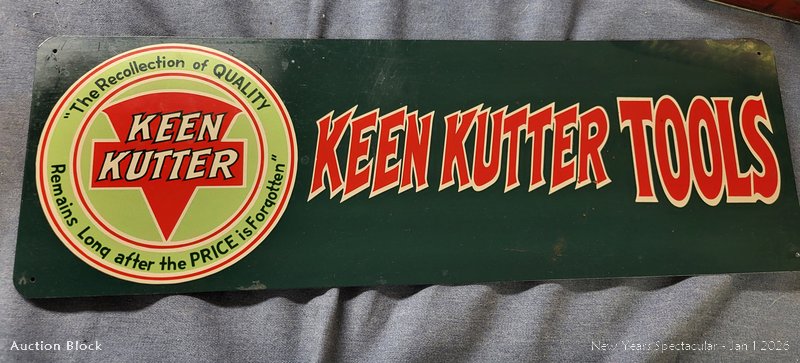 "The Recollection of QUALITY
Remains Long after the PRICE is Forgotten"
KEEN
KUTTER
KEEN KUTTER TOOLS
Auction Block
New Years Spectacular - Jan 1 2026